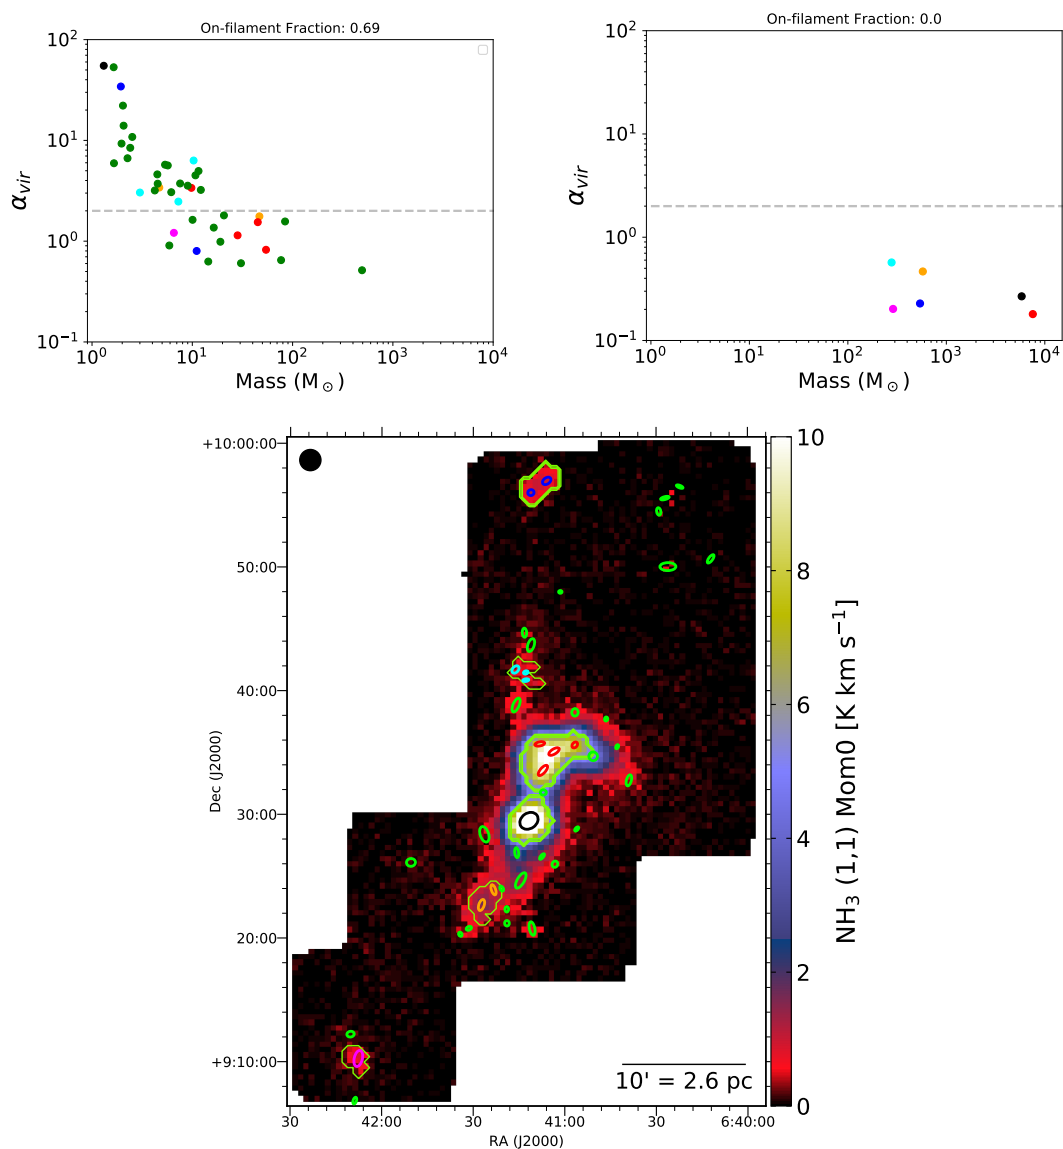 On-filament Fraction: 0.69
α_vir
10² 10¹ 10⁰ 10⁻¹
10⁰ 10¹ 10² 10³ 10⁴
Mass (M⊙)
On-filament Fraction: 0.0
α_vir
10² 10¹ 10⁰ 10⁻¹
10⁰ 10¹ 10² 10³ 10⁴
Mass (M⊙)
Dec (J2000)
+10:00:00
50:00
40:00
30:00
20:00
+9:10:00
10' = 2.6 pc
30 42:00 30 41:00 30 6:40:00
RA (J2000)
10
8
6
4
2
0
NH₃ (1,1) Mom0 [K km s⁻¹]